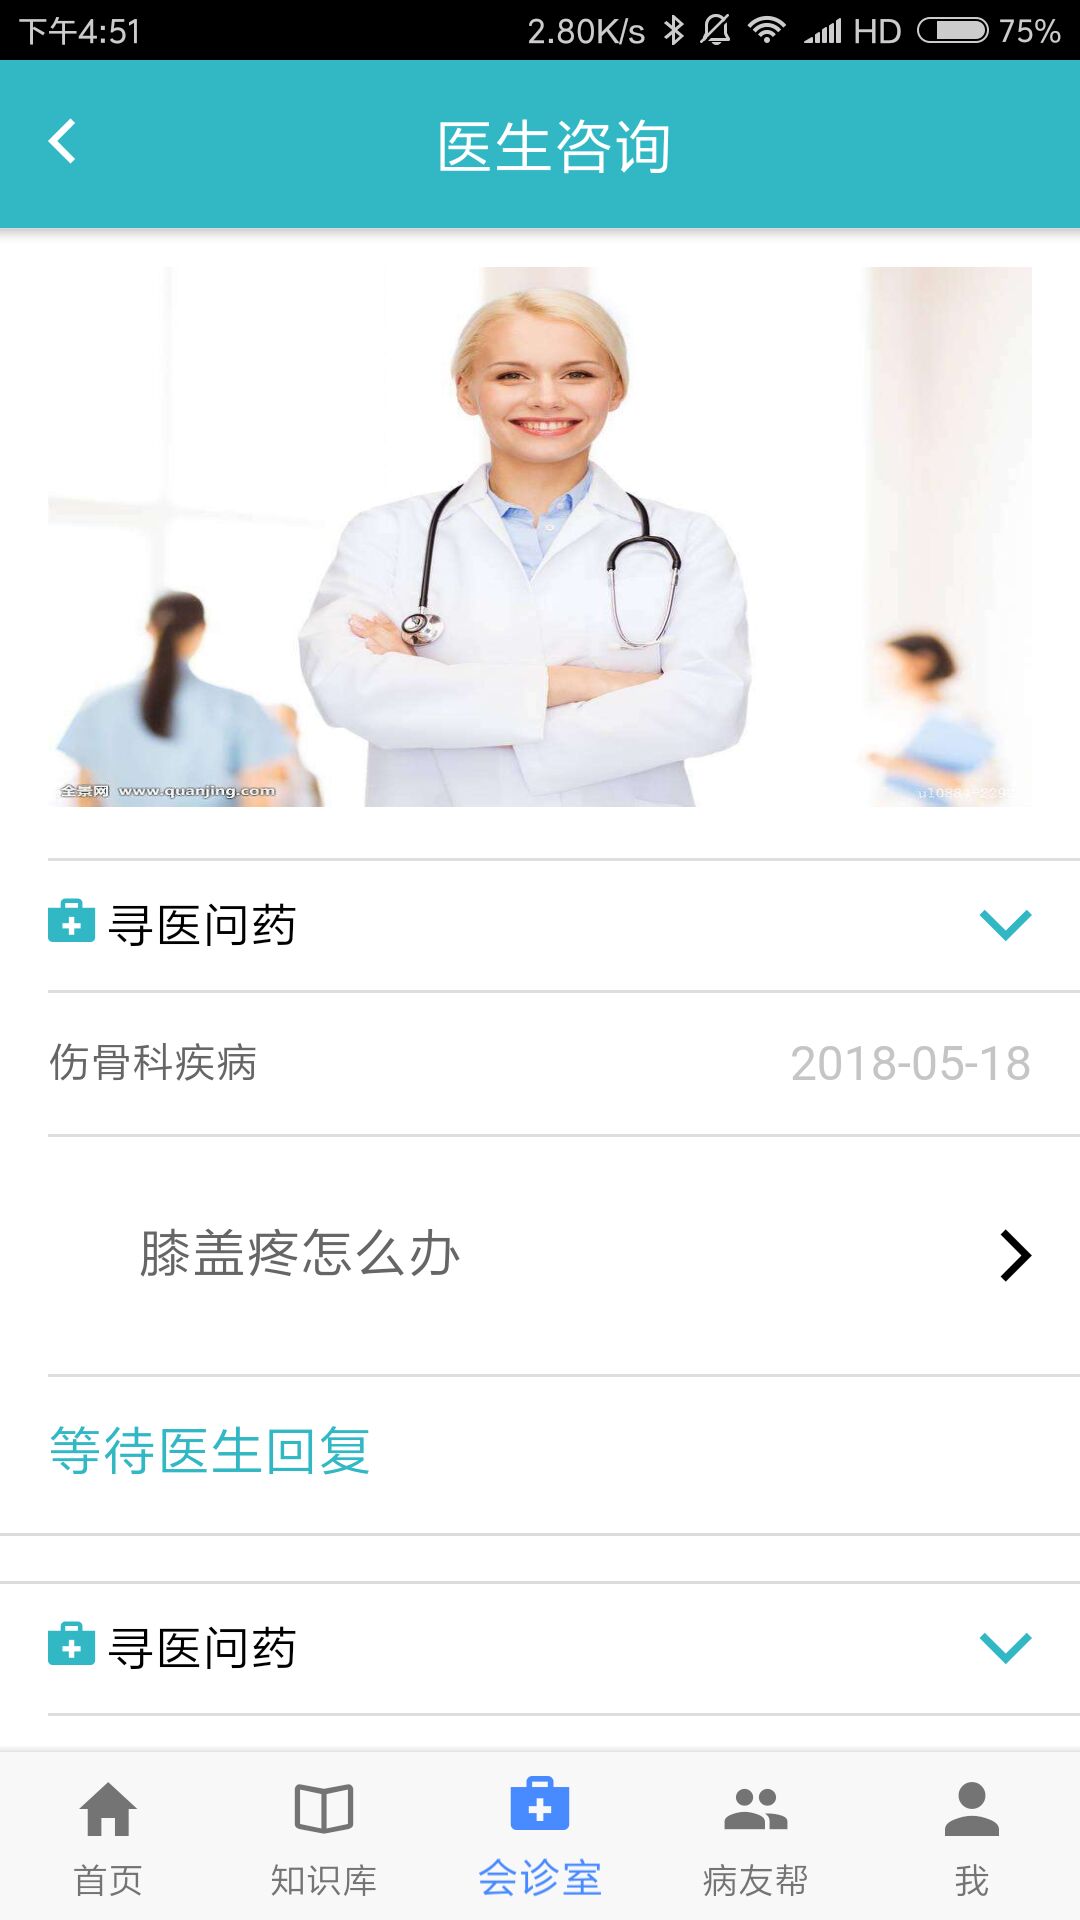 下午4:51
2.80K/s HD 75%
医生咨询
全景网 www.quanjing.com
寻医问药
伤骨科疾病
2018-05-18
膝盖疼怎么办
等待医生回复
寻医问药
首页
知识库
会诊室
病友帮
我